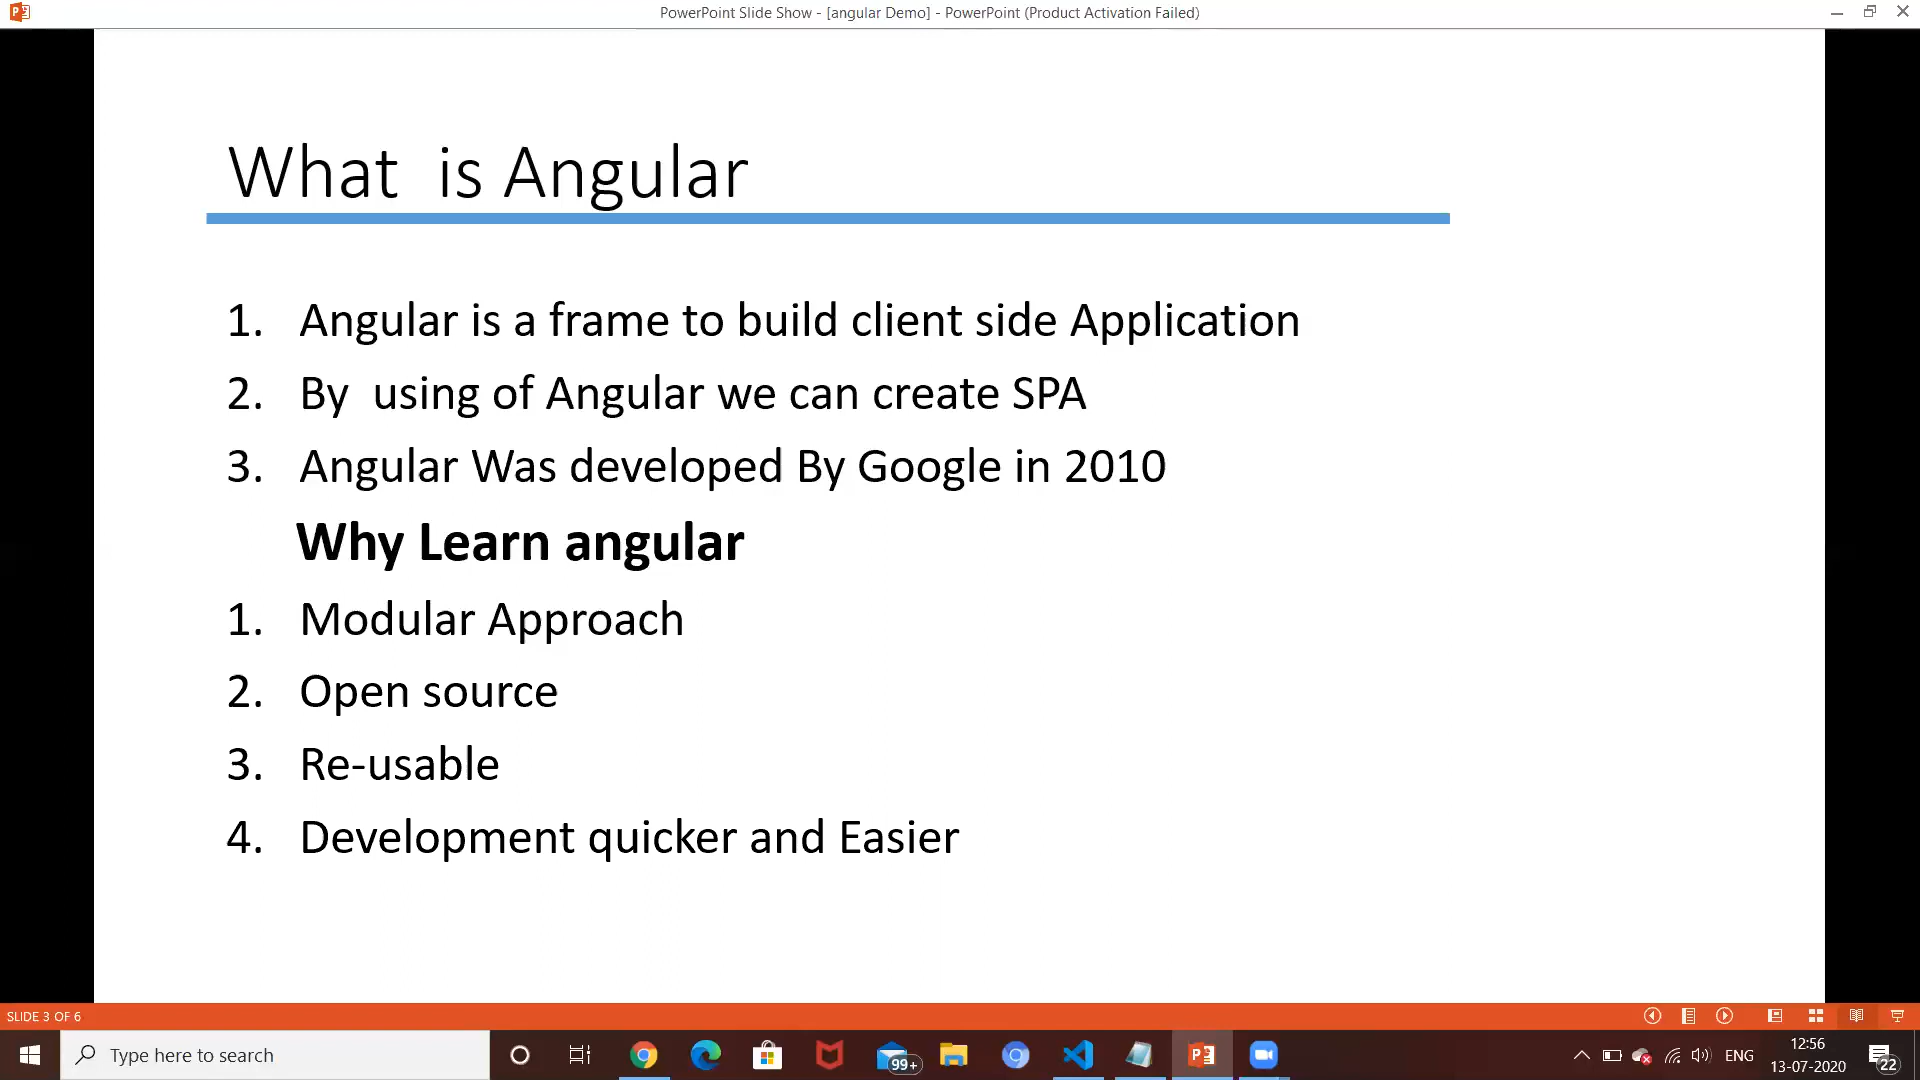 PowerPoint Slide Show - [angular Demo] - PowerPoint (Product Activation Failed)
What  is Angular
1. Angular is a frame to build client side Application
2. By  using of Angular we can create SPA
3. Angular Was developed By Google in 2010
Why Learn angular
1. Modular Approach
2. Open source
3. Re-usable
4. Development quicker and Easier
SLIDE 3 OF 6
Type here to search
99+
ENG
12:56
13-07-2020
22